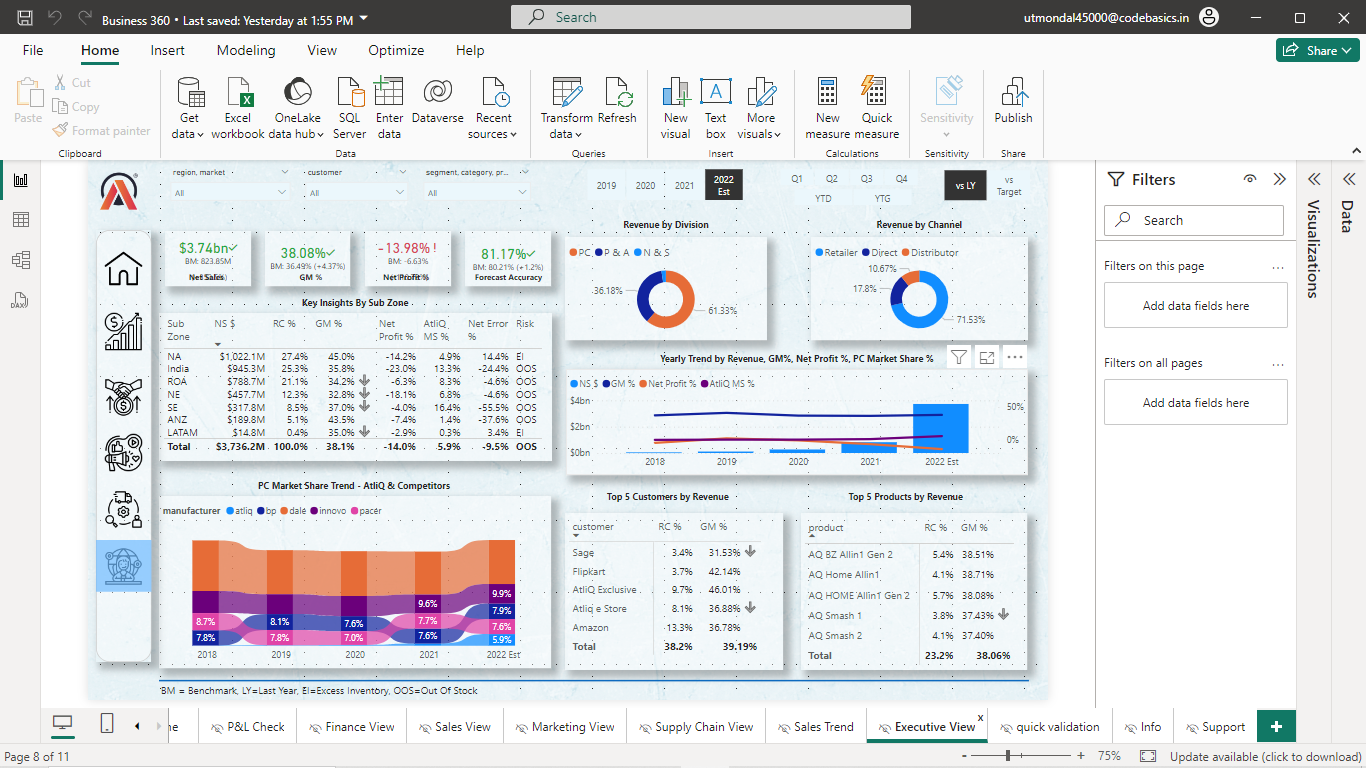 Business 360 • Last saved: Yesterday at 1:55 PM
Search
utmondal45000@codebasics.in
File Home Insert Modeling View Optimize Help
Share
Paste
Cut
Copy
Format painter
Get data
Excel workbook
OneLake data hub
SQL Server
Enter data
Dataverse
Recent sources
Transform data
Refresh
New visual
Text box
More visuals
New measure
Quick measure
Sensitivity
Publish
Clipboard Data Queries Insert Calculations Sensitivity Share
region, market customer segment, category, pr...
All All All
2019 2020 2021 2022 Est
Q1 Q2 Q3 Q4
YTD YTG
vs LY
vs Target
$3.74bn
BM: 823.85M
Net Sales
38.08%
BM: 36.49% (+4.37%)
GM %
-13.98% !
BM: -6.63%
Net Profit %
81.17%
BM: 80.21% (+1.2%)
Forecast Accuracy
Revenue by Division
PC P & A N & S
36.18%
61.33%
Revenue by Channel
Retailer Direct Distributor
10.67%
17.8%
71.53%
Key Insights By Sub Zone
Sub Zone NS $ RC % GM % Net Profit % AtliQ MS % Net Error % Risk
NA $1,022.1M 27.4% 45.0% -14.2% 4.9% 14.4% EI
India $945.3M 25.3% 35.8% -23.0% 13.3% -24.4% OOS
ROA $788.7M 21.1% 34.2% -6.3% 8.3% -4.6% OOS
NE $457.7M 12.3% 32.8% -18.1% 6.8% -4.6% OOS
SE $317.8M 8.5% 37.0% -4.0% 16.4% -55.5% OOS
ANZ $189.8M 5.1% 43.5% -7.4% 1.4% -37.6% OOS
LATAM $14.8M 0.4% 35.0% -2.9% 0.3% 3.4% EI
Total $3,736.2M 100.0% 38.1% -14.0% 5.9% -9.5% OOS
Yearly Trend by Revenue, GM%, Net Profit %, PC Market Share %
NS $ GM % Net Profit % AtliQ MS %
$4bn
$2bn
$0bn
50%
0%
2018 2019 2020 2021 2022 Est
PC Market Share Trend - AtliQ & Competitors
manufacturer atliq bp dale innovo pacer
8.7%
7.8%
8.1%
7.8%
7.6%
7.0%
9.6%
7.7%
7.6%
9.9%
7.9%
7.6%
5.9%
2018 2019 2020 2021 2022 Est
Top 5 Customers by Revenue
customer RC % GM %
Sage 3.4% 31.53%
Flipkart 3.7% 42.14%
AtliQ Exclusive 9.7% 46.01%
Atliq e Store 8.1% 36.88%
Amazon 13.3% 36.78%
Total 38.2% 39.19%
Top 5 Products by Revenue
product RC % GM %
AQ BZ Allin1 Gen 2 5.4% 38.51%
AQ Home Allin1 4.1% 38.71%
AQ HOME Allin1 Gen 2 5.7% 38.08%
AQ Smash 1 3.8% 37.43%
AQ Smash 2 4.1% 37.40%
Total 23.2% 38.06%
BM = Benchmark, LY=Last Year, EI=Excess Inventory, OOS=Out Of Stock
Filters
Search
Filters on this page ...
Add data fields here
Filters on all pages ...
Add data fields here
Visualizations
Data
P&L Check Finance View Sales View Marketing View Supply Chain View Sales Trend Executive View x quick validation Info Support +
Page 8 of 11
- + 75% Update available (click to download)